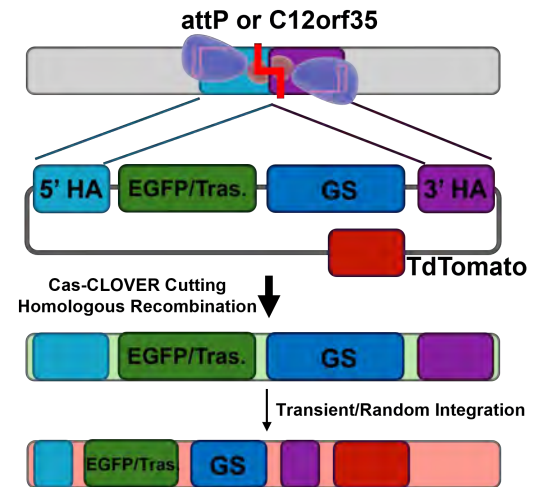 attP or C12orf35
5' HA EGFP/Tras. GS 3' HA
TdTomato
Cas-CLOVER Cutting
Homologous Recombination
EGFP/Tras. GS
Transient/Random Integration
EGFP/Tras. GS